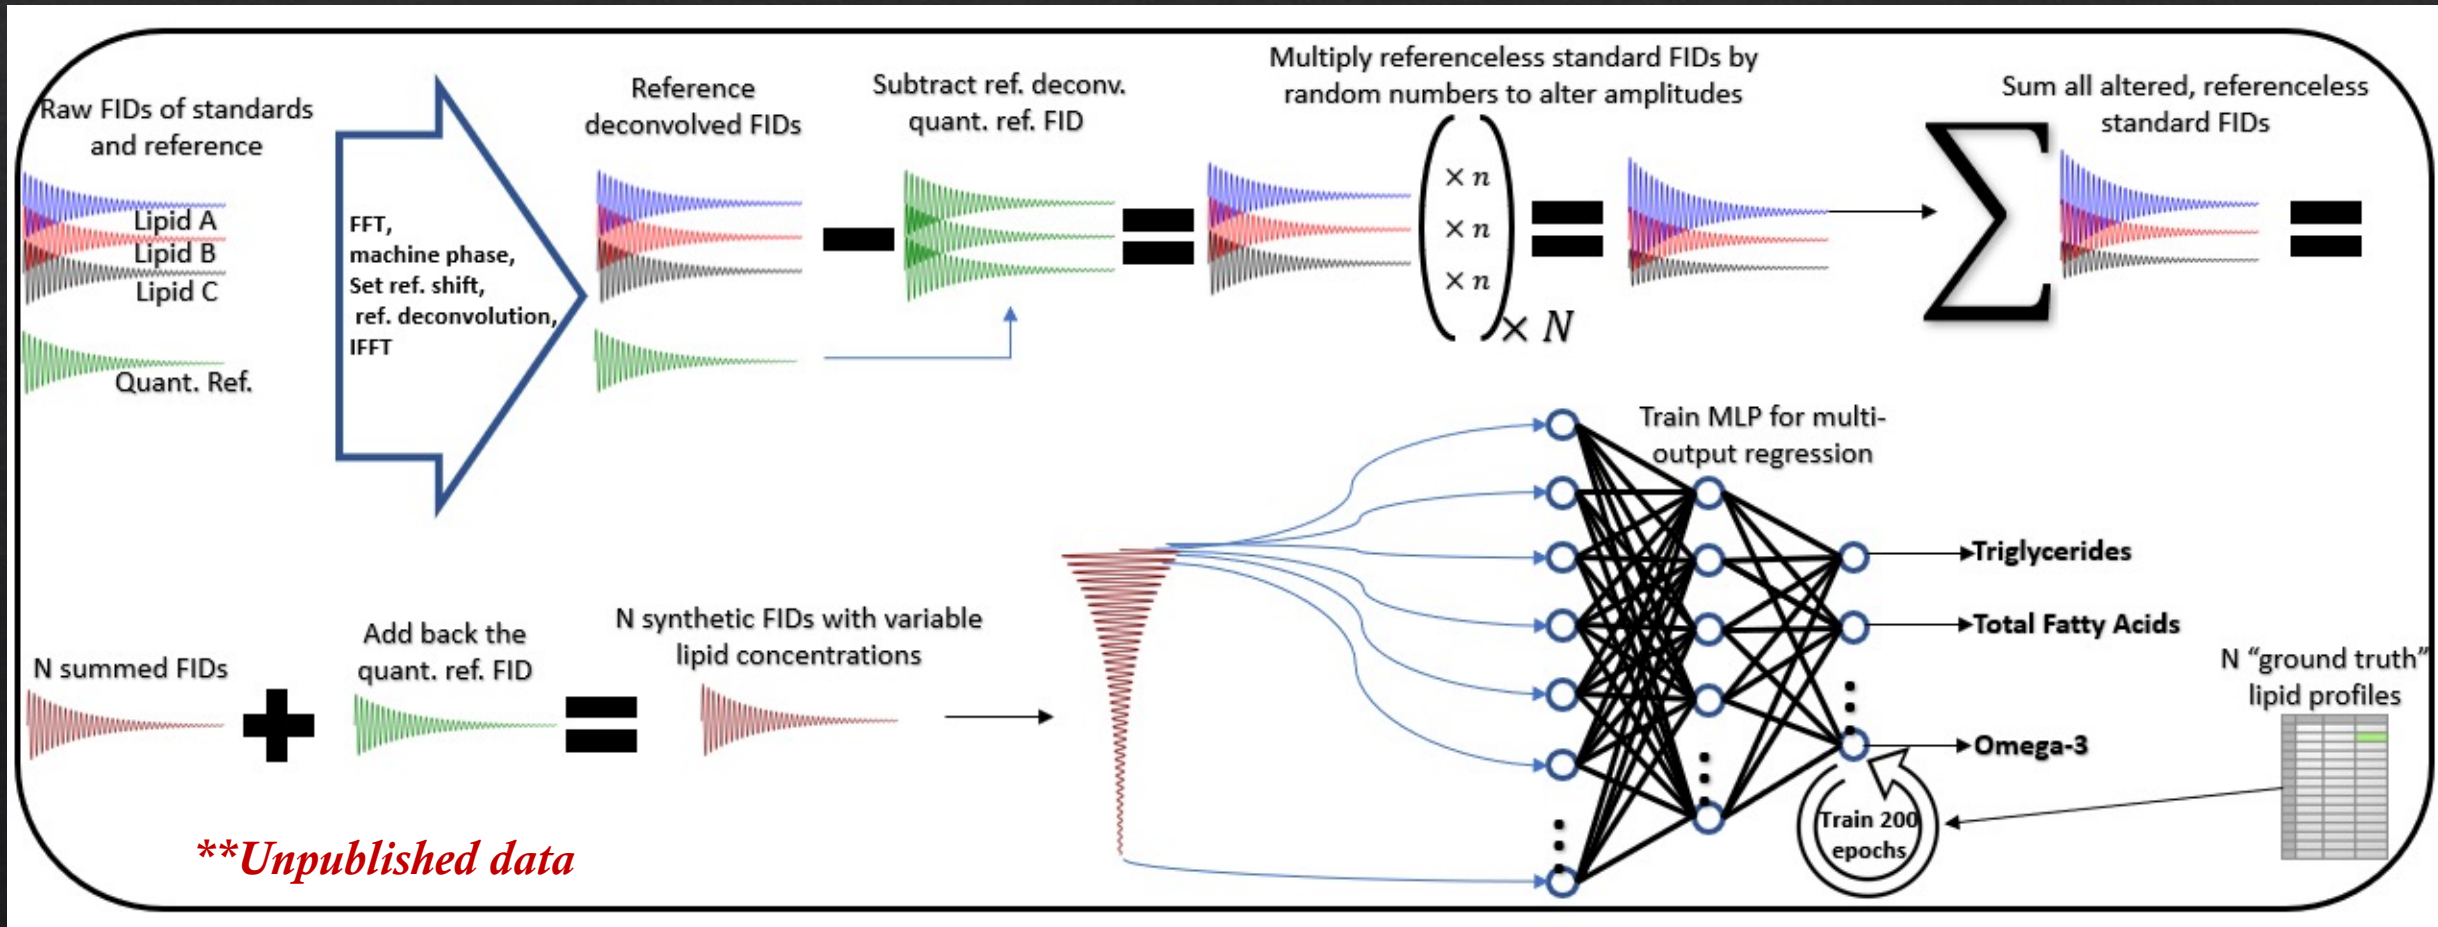 Raw FIDs of standards
and reference
Lipid A
Lipid B
Lipid C
Quant. Ref.
FFT,
machine phase,
Set ref. shift,
ref. deconvolution,
IFFT
Reference
deconvolved FIDs
Subtract ref. deconv.
quant. ref. FID
Multiply referenceless standard FIDs by
random numbers to alter amplitudes
× n
× n
× n
× N
∑
Sum all altered, referenceless
standard FIDs
N summed FIDs
Add back the
quant. ref. FID
N synthetic FIDs with variable
lipid concentrations
Train MLP for multi-
output regression
Triglycerides
Total Fatty Acids
Omega-3
Train 200
epochs
N “ground truth”
lipid profiles
**Unpublished data